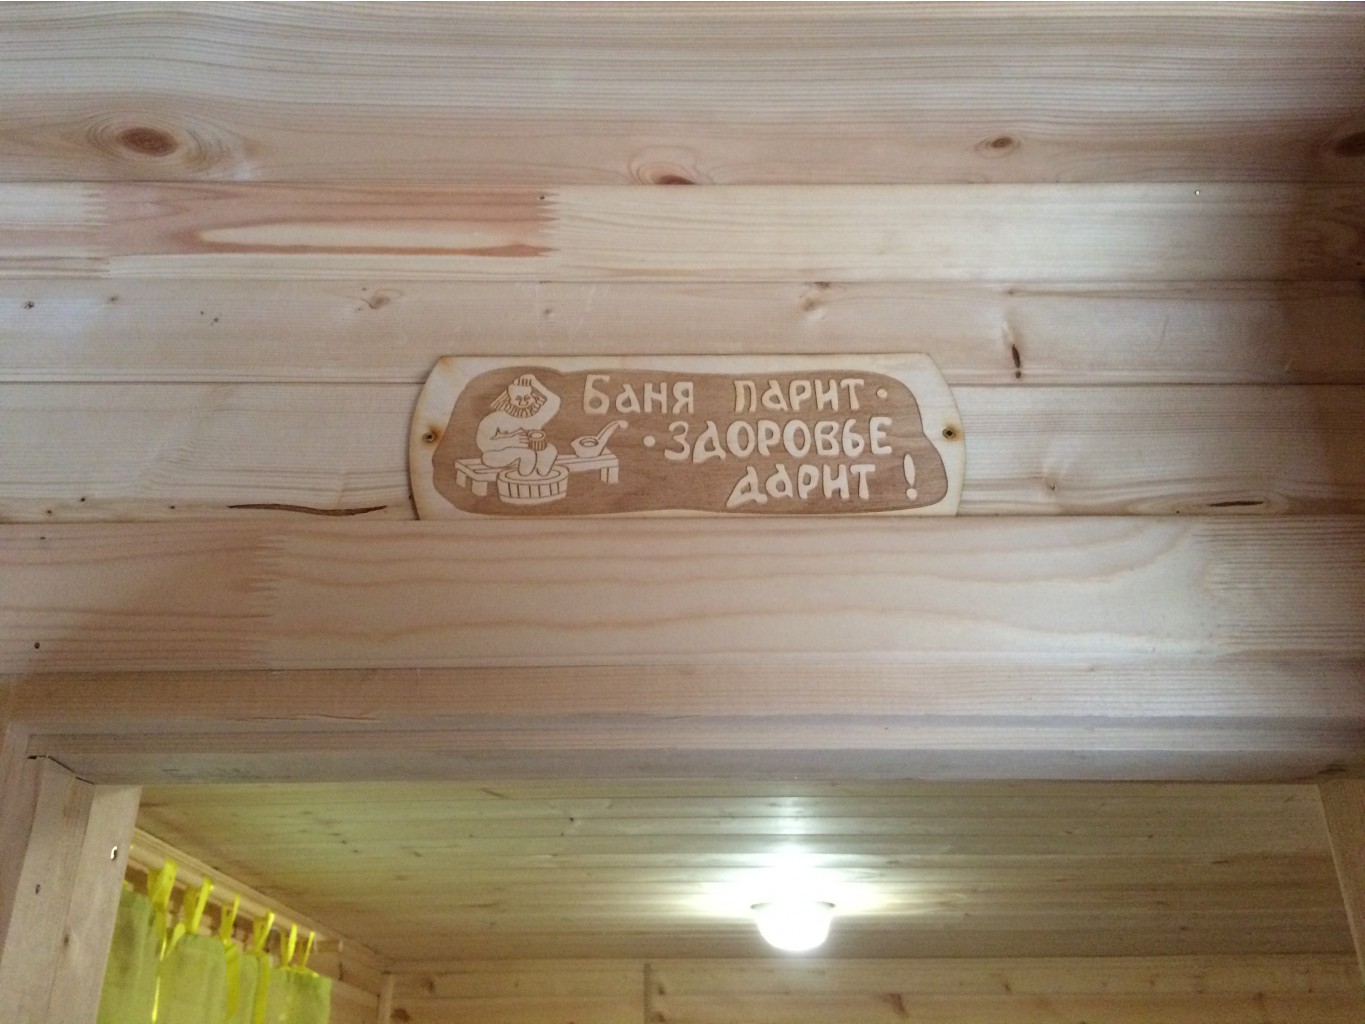 Баня парит·
·здоровье
дарит!